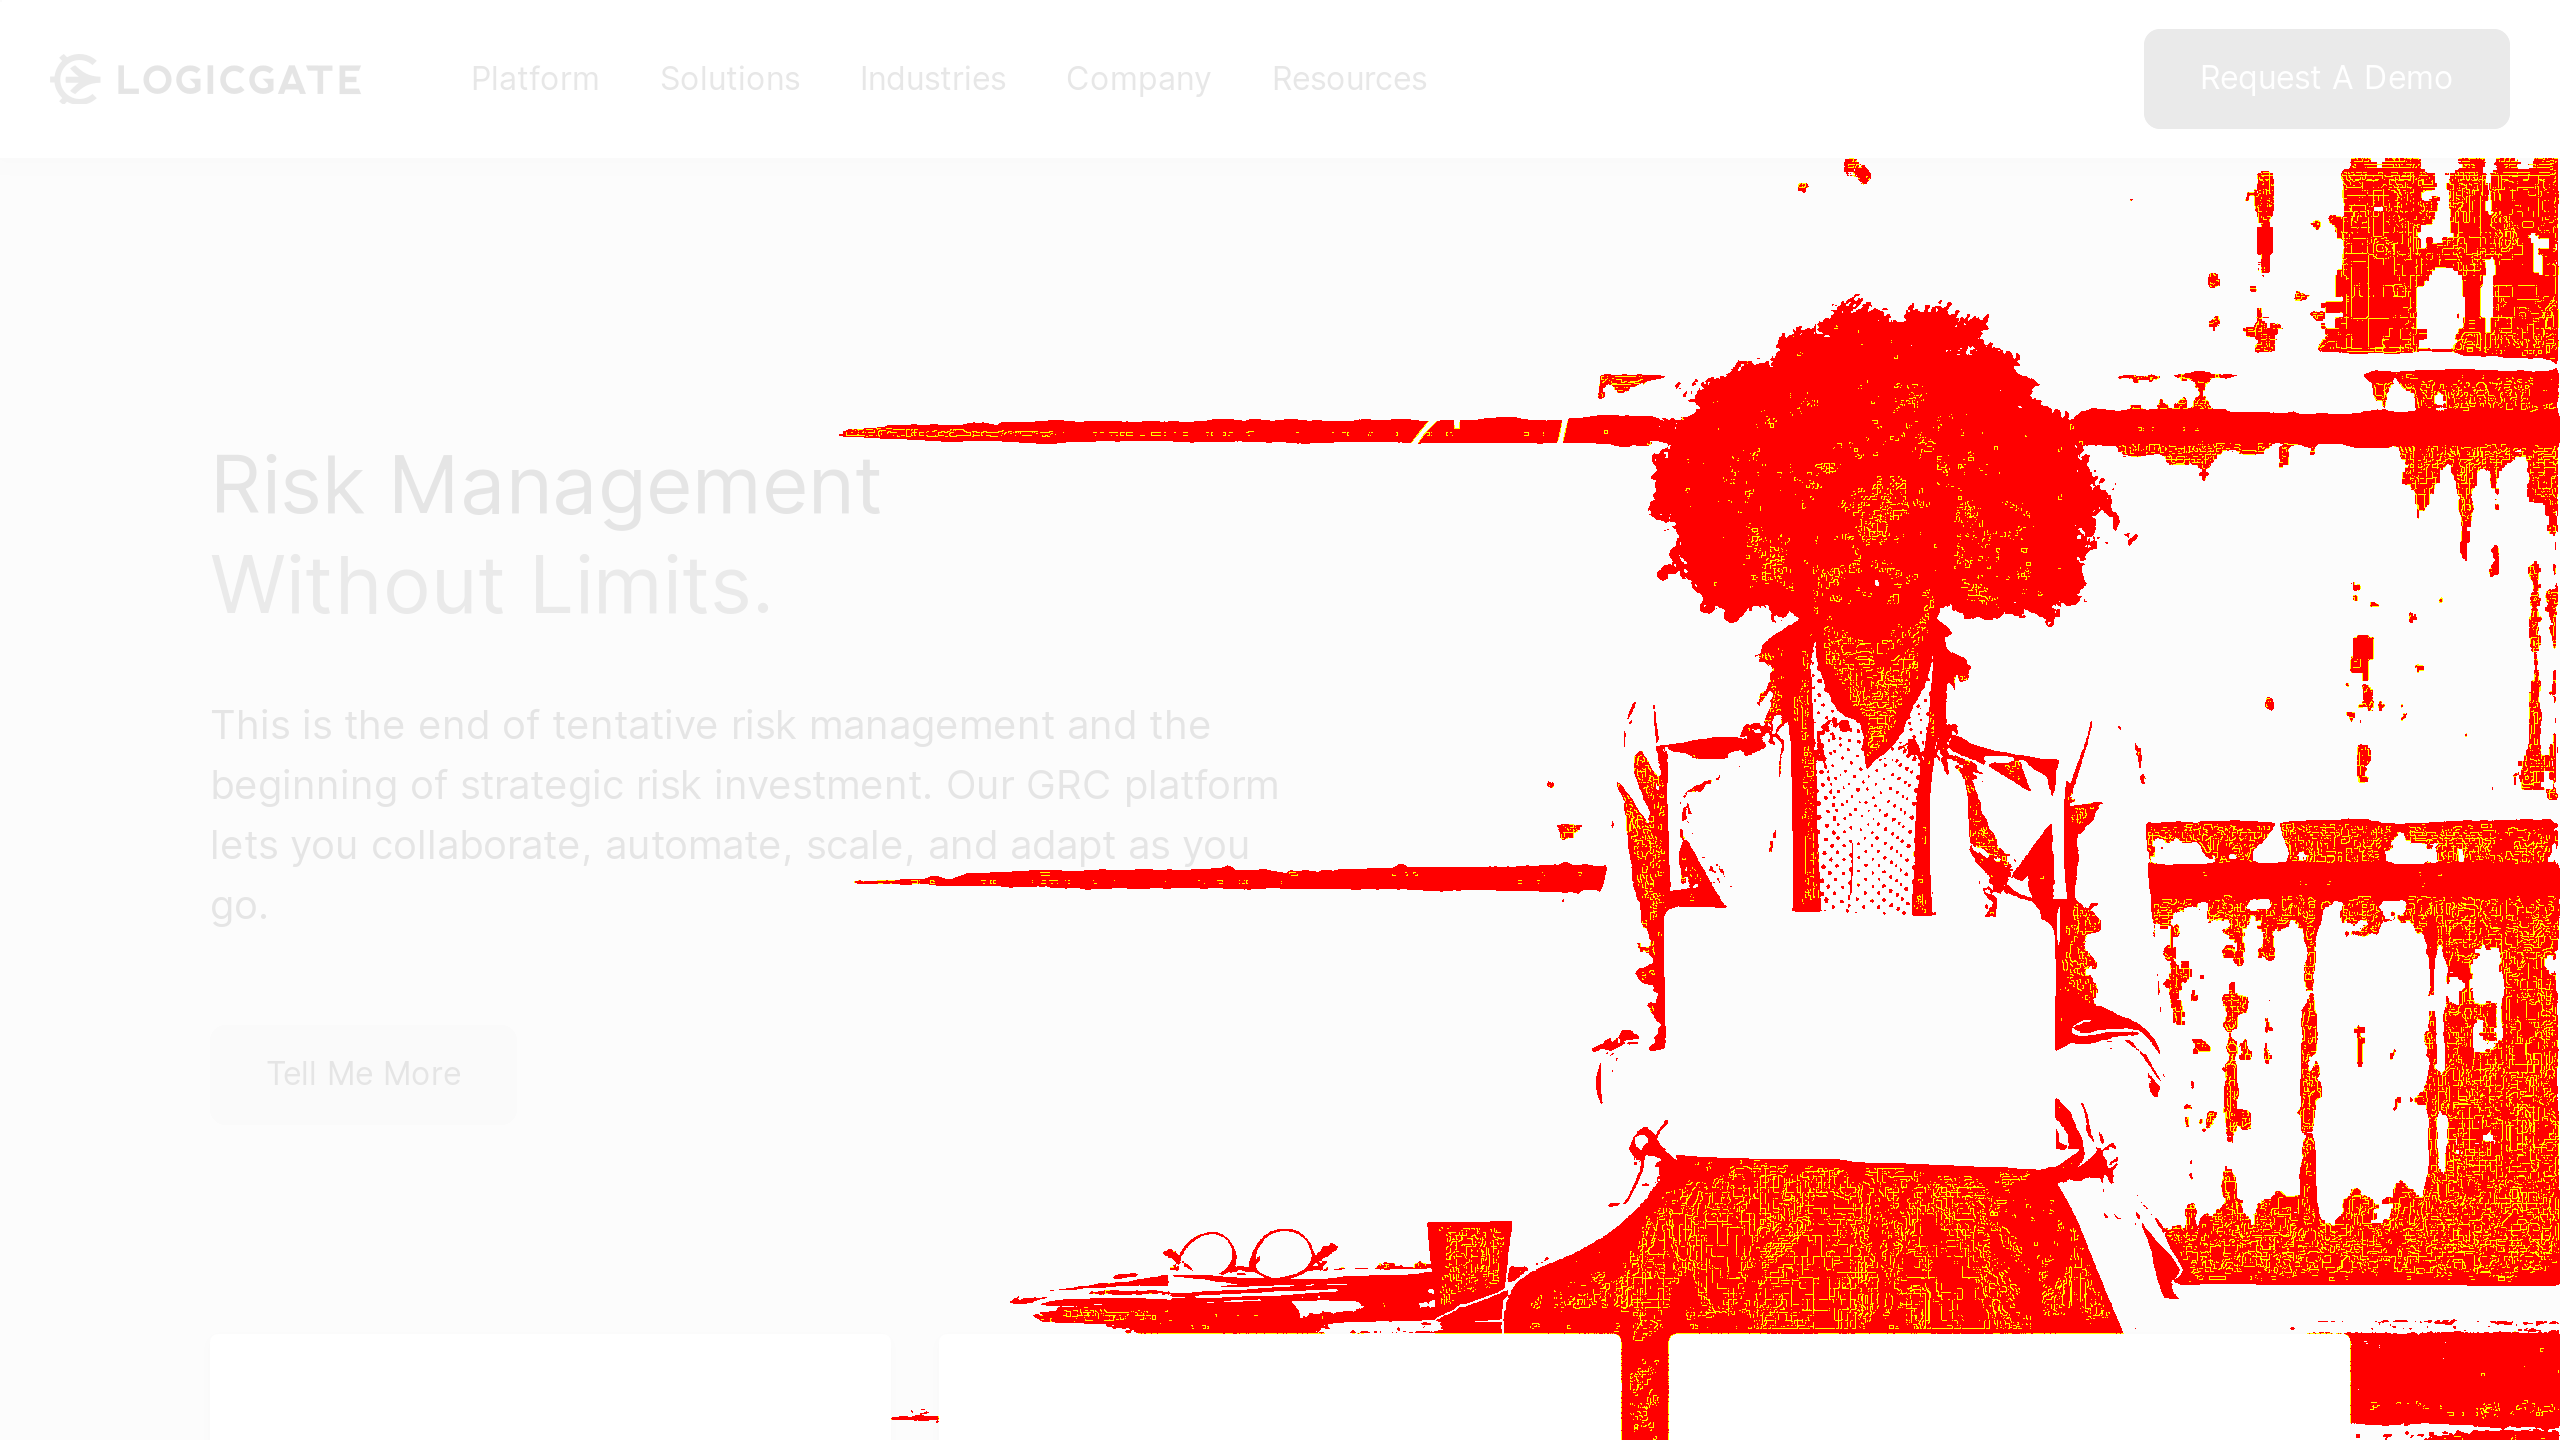 LOGICGATE
Platform
Solutions
Industries
Company
Resources
Request A Demo
Risk Management
Without Limits.
This is the end of tentative risk management and the
beginning of strategic risk investment. Our GRC platform
lets you collaborate, automate, scale, and adapt as you
go.
Tell Me More